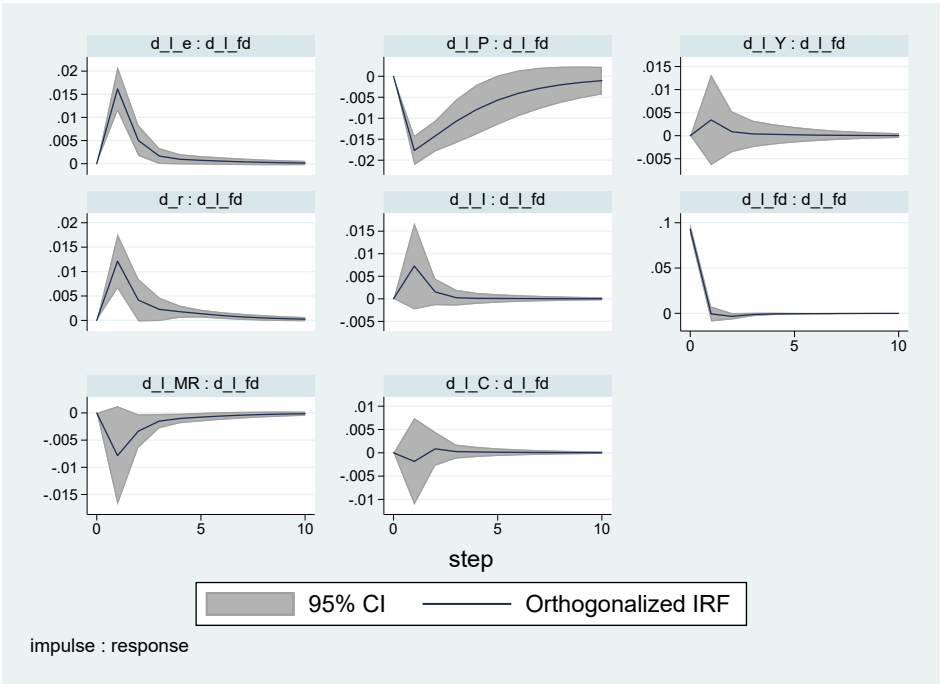 d_l_e : d_l_fd
.02
.015
.01
.005
0
d_l_P : d_l_fd
0
-.005
-.01
-.015
-.02
d_l_Y : d_l_fd
.015
.01
.005
0
-.005
d_r : d_l_fd
.02
.015
.01
.005
0
d_l_I : d_l_fd
.015
.01
.005
0
-.005
d_l_fd : d_l_fd
.1
.05
0
0 5 10
d_l_MR : d_l_fd
0
-.005
-.01
-.015
0 5 10
d_l_C : d_l_fd
.01
.005
0
-.005
-.01
0 5 10
step
95% CI Orthogonalized IRF
impulse : response